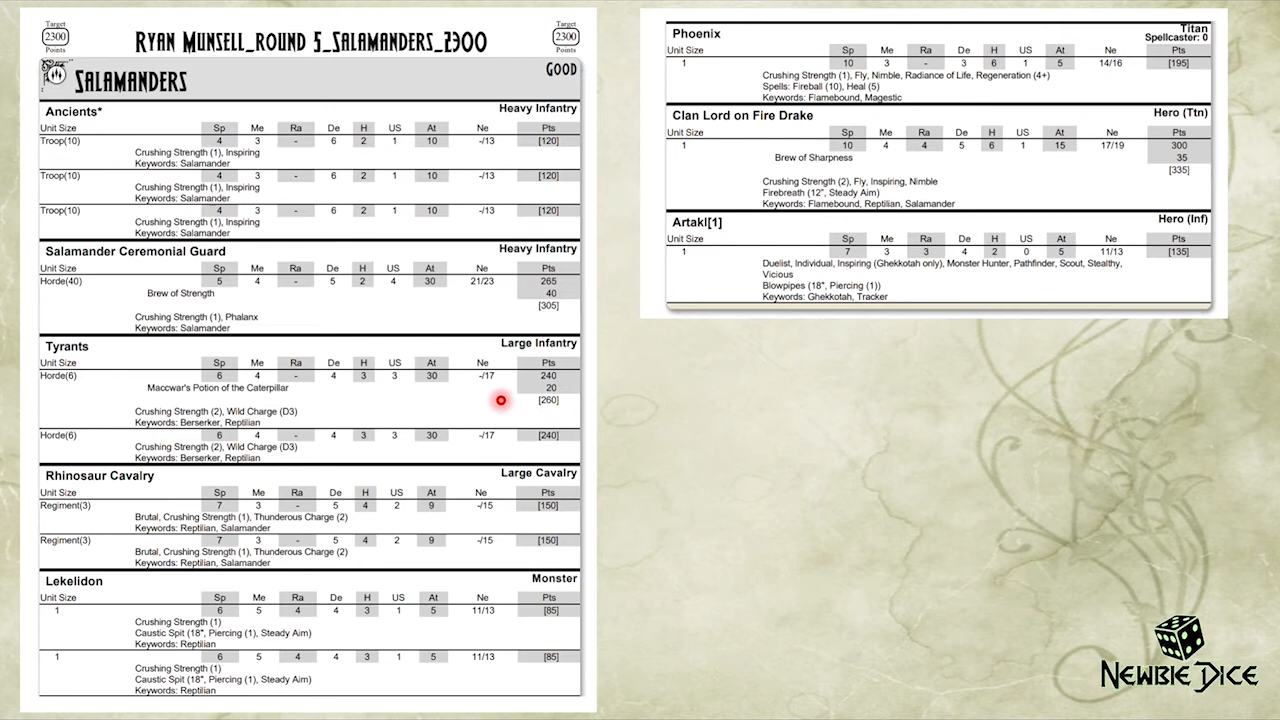 Target
2300
Points
RYAN MUNSELL_ROUND 5_SALAMANDERS_2300
Target
2300
Points
SALAMANDERS
GOOD
Ancients*
Heavy Infantry
Unit Size Sp Me Ra De H US At Ne Pts
Troop(10) 4 3 - 6 2 1 10 -/13 [120]
Crushing Strength (1), Inspiring
Keywords: Salamander
Troop(10) 4 3 - 6 2 1 10 -/13 [120]
Crushing Strength (1), Inspiring
Keywords: Salamander
Troop(10) 4 3 - 6 2 1 10 -/13 [120]
Crushing Strength (1), Inspiring
Keywords: Salamander
Salamander Ceremonial Guard
Heavy Infantry
Unit Size Sp Me Ra De H US At Ne Pts
Horde(40) 5 4 - 5 2 4 30 21/23 265
Brew of Strength 40
[305]
Crushing Strength (1), Phalanx
Keywords: Salamander
Tyrants
Large Infantry
Unit Size Sp Me Ra De H US At Ne Pts
Horde(6) 6 4 - 4 3 3 30 -/17 240
Maccwar's Potion of the Caterpillar 20
[260]
Crushing Strength (2), Wild Charge (D3)
Keywords: Berserker, Reptilian
Horde(6) 6 4 - 4 3 3 30 -/17 [240]
Crushing Strength (2), Wild Charge (D3)
Keywords: Berserker, Reptilian
Rhinosaur Cavalry
Large Cavalry
Unit Size Sp Me Ra De H US At Ne Pts
Regiment(3) 7 3 - 5 4 2 9 -/15 [150]
Brutal, Crushing Strength (1), Thunderous Charge (2)
Keywords: Reptilian, Salamander
Regiment(3) 7 3 - 5 4 2 9 -/15 [150]
Brutal, Crushing Strength (1), Thunderous Charge (2)
Keywords: Reptilian, Salamander
Lekelidon
Monster
Unit Size Sp Me Ra De H US At Ne Pts
1 6 5 4 4 3 1 5 11/13 [85]
Crushing Strength (1)
Caustic Spit (18", Piercing (1), Steady Aim)
Keywords: Reptilian
1 6 5 4 4 3 1 5 11/13 [85]
Crushing Strength (1)
Caustic Spit (18", Piercing (1), Steady Aim)
Keywords: Reptilian
Phoenix
Titan
Spellcaster: 0
Unit Size Sp Me Ra De H US At Ne Pts
1 10 3 - 3 6 1 5 14/16 [195]
Crushing Strength (1), Fly, Nimble, Radiance of Life, Regeneration (4+)
Spells: Fireball (10), Heal (5)
Keywords: Flamebound, Magestic
Clan Lord on Fire Drake
Hero (Ttn)
Unit Size Sp Me Ra De H US At Ne Pts
1 10 4 4 5 6 1 15 17/19 300
Brew of Sharpness 35
[335]
Crushing Strength (2), Fly, Inspiring, Nimble
Firebreath (12", Steady Aim)
Keywords: Flamebound, Reptilian, Salamander
Artakl[1]
Hero (Inf)
Unit Size Sp Me Ra De H US At Ne Pts
1 7 3 3 4 2 0 5 11/13 [135]
Duelist, Individual, Inspiring (Ghekkotah only), Monster Hunter, Pathfinder, Scout, Stealthy,
Vicious
Blowpipes (18", Piercing (1))
Keywords: Ghekkotah, Tracker
NEWBIE DICE